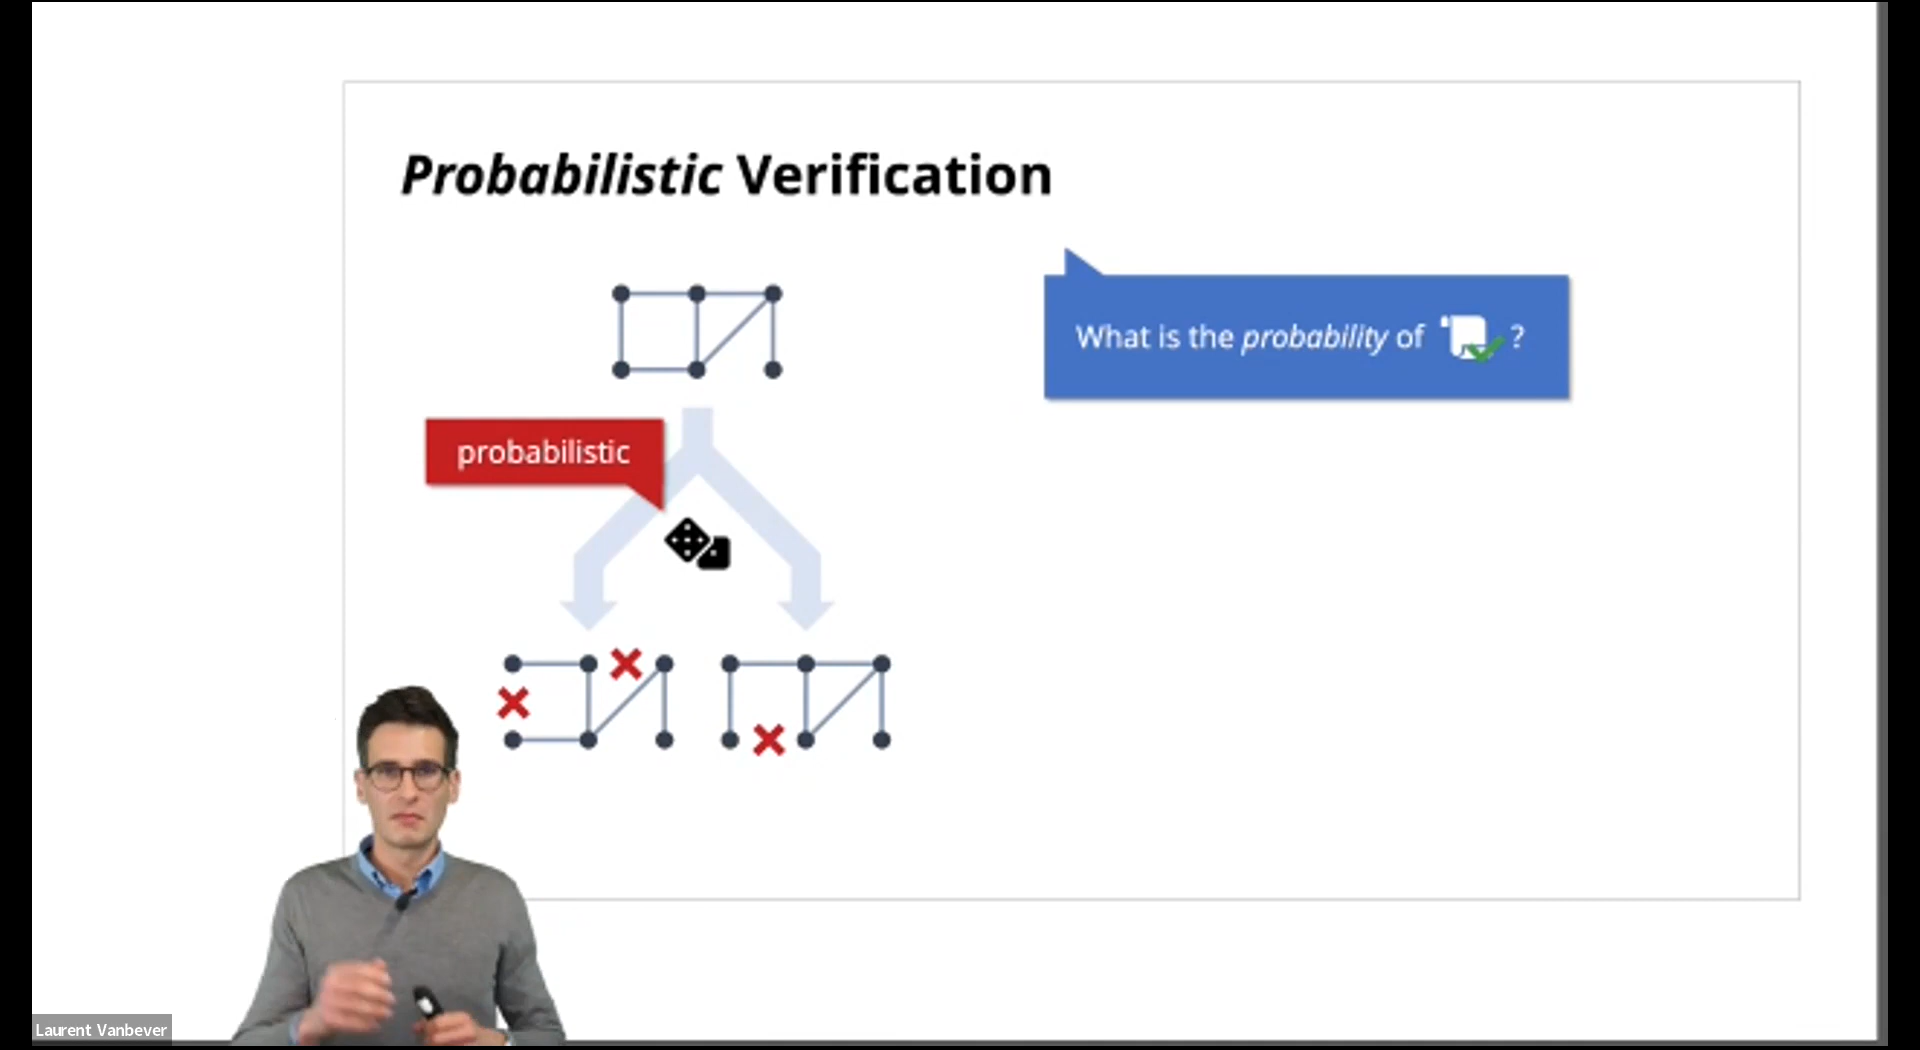 Probabilistic Verification
What is the probability of ?
probabilistic
Laurent Vanbever